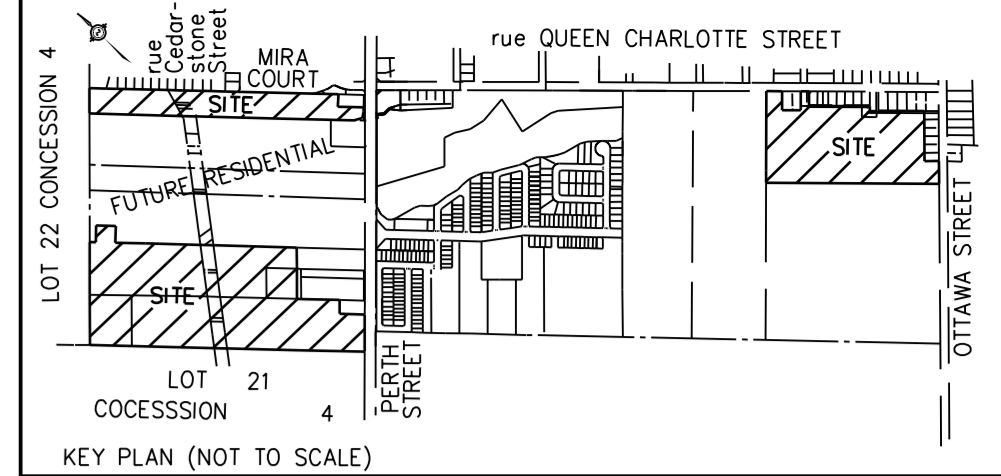 rue QUEEN CHARLOTTE STREET
rue
Cedar-
stone
Street
MIRA
COURT
SITE
LOT 22 CONCESSION 4
FUTURE RESIDENTIAL
SITE
SITE
OTTAWA STREET
PERTH
STREET
LOT 21
COCESSSION 4
KEY PLAN (NOT TO SCALE)